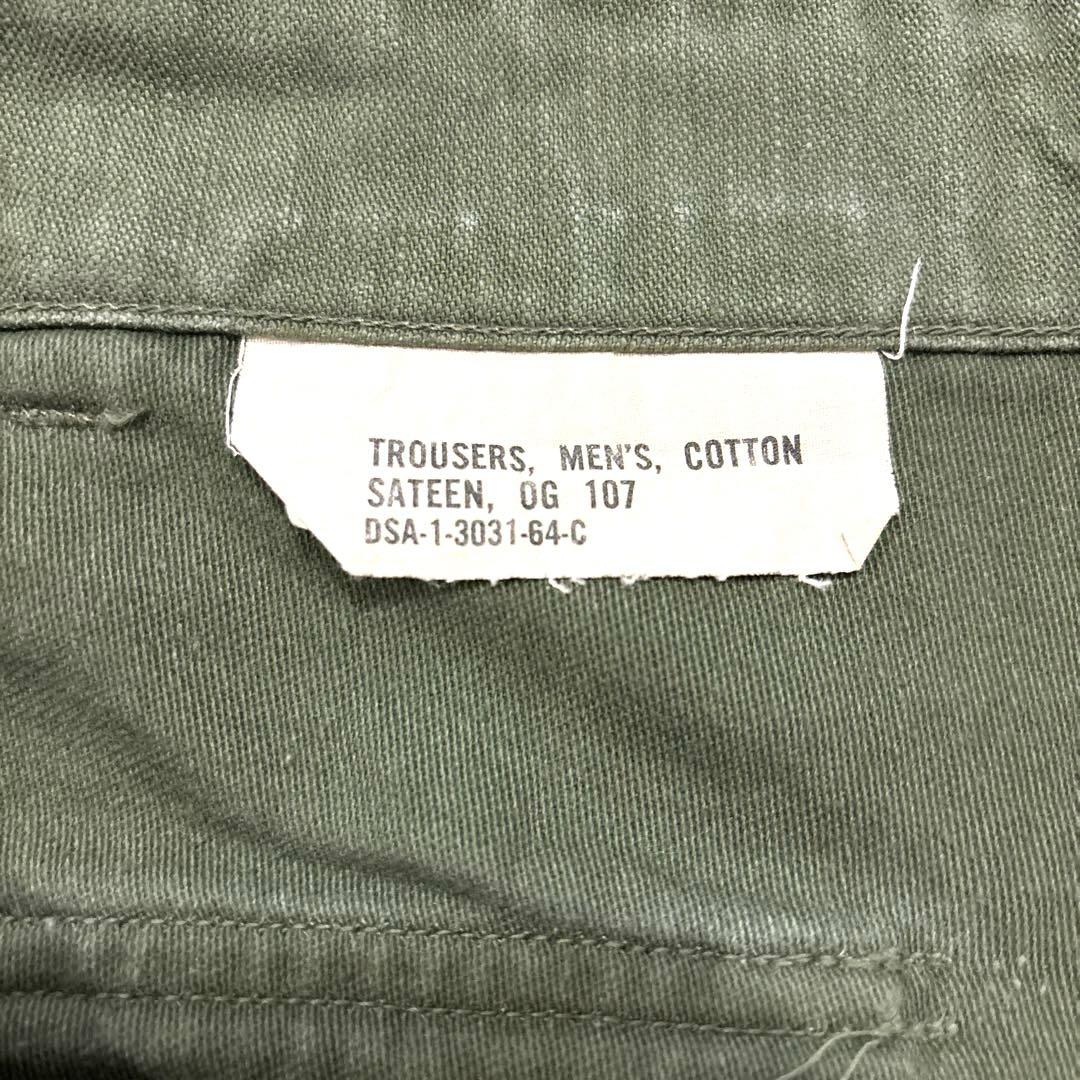 TROUSERS, MEN'S, COTTON
SATEEN, OG 107
DSA-1-3031-64-C